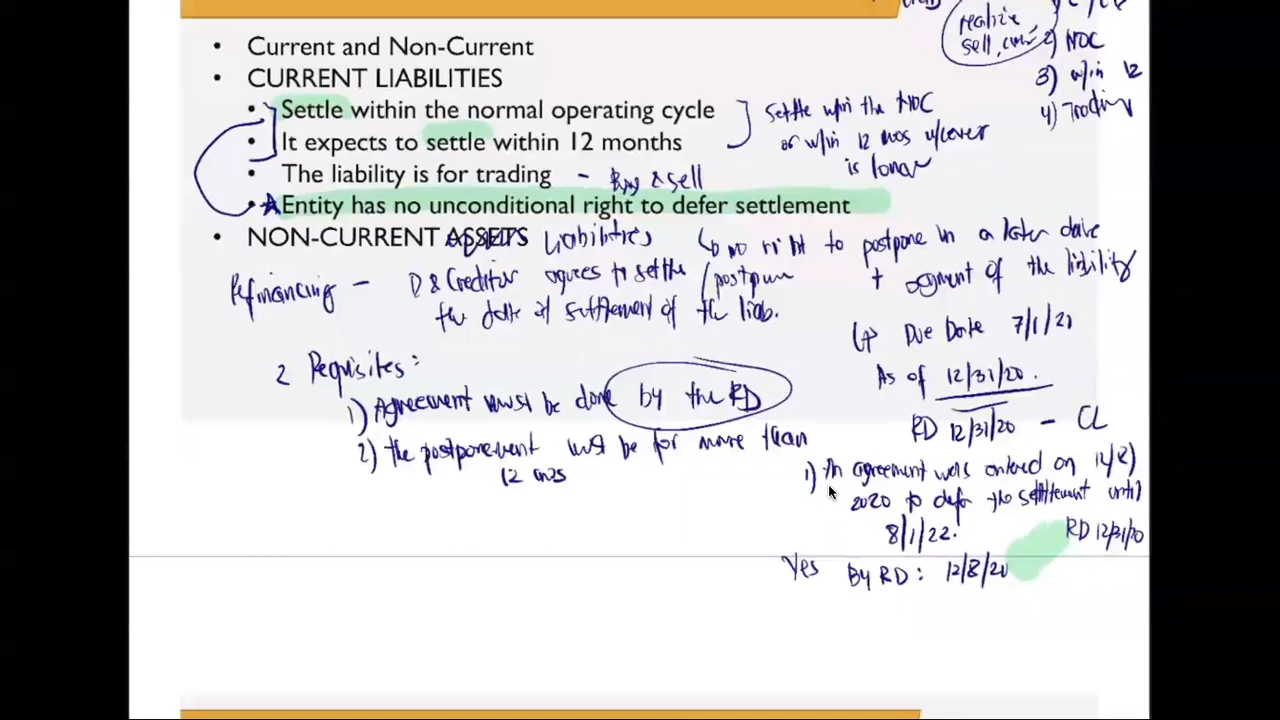 realize
sell, cons
2) NOC
3) w/in 12
4) Trading
• Current and Non-Current
• CURRENT LIABILITIES
• Settle within the normal operating cycle
• It expects to settle within 12 months
settle w/in the NOC
or w/in 12 mos w/cever
is longer
• The liability is for trading - Buy & sell
• Entity has no unconditional right to defer settlement
• NON-CURRENT ASSETS Liabilities
↳ no right to postpone in a later date
+ segment of the liability
Refinancing - D & Creditor agrees to settle / postpone
the date of settlement of the liab.
↳ Due Date 7/1/21
As of 12/31/20.
RD 12/31/20 - CL
2 Requisites:
1) Agreement must be done by the RD
2) the postponement must be for more than
12 mos
1) An agreement was entered on 12/8/
2020 to defer the settlement until
8/1/22.
RD 12/31/20
Yes By RD: 12/8/20